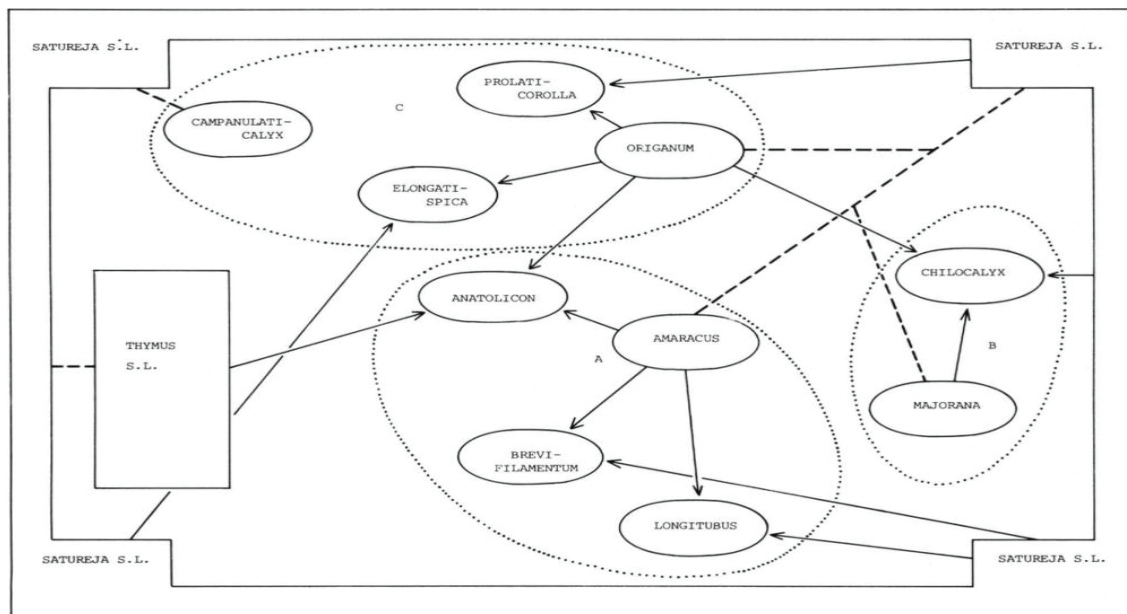 SATUREJA S.L.
SATUREJA S.L.
PROLATI-
COROLLA
C
CAMPANULATI-
CALYX
ORIGANUM
ELONGATI-
SPICA
CHILOCALYX
ANATOLICON
AMARACUS
THYMUS
S.L.
A
B
MAJORANA
BREVI-
FILAMENTUM
LONGITUBUS
SATUREJA S.L.
SATUREJA S.L.